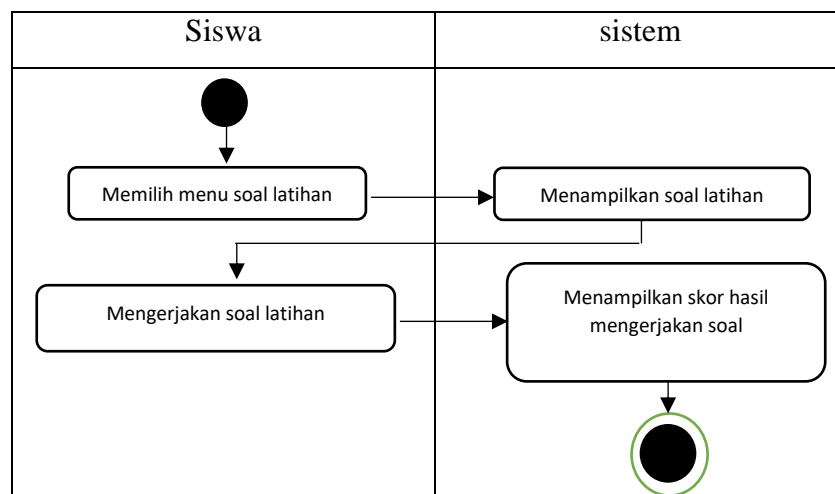 Siswa
sistem
Memilih menu soal latihan
Menampilkan soal latihan
Mengerjakan soal latihan
Menampilkan skor hasil
mengerjakan soal